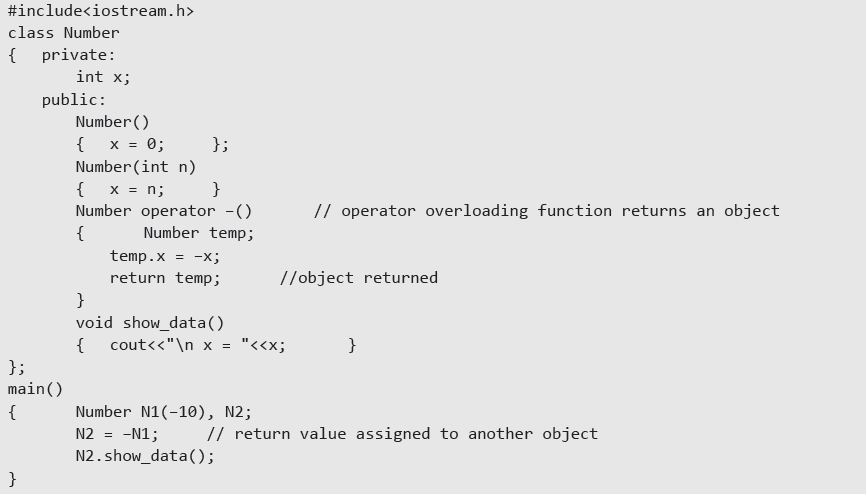 #include<iostream.h>
class Number
{   private:
        int x;
    public:
        Number()
        {   x = 0;     };
        Number(int n)
        {   x = n;     }
        Number operator –()       // operator overloading function returns an object
        {       Number temp;
            temp.x = –x;
            return temp;       //object returned
        }
        void show_data()
        {   cout<<"\n x = "<<x;       }
};
main()
{       Number N1(–10), N2;
        N2 = –N1;     // return value assigned to another object
        N2.show_data();
}